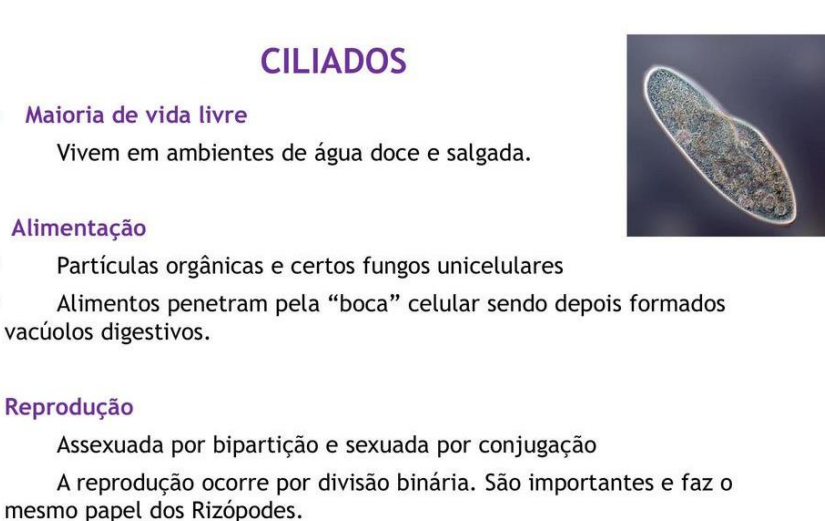 CILIADOS
Maioria de vida livre
Vivem em ambientes de água doce e salgada.
Alimentação
Partículas orgânicas e certos fungos unicelulares
Alimentos penetram pela “boca” celular sendo depois formados
vacúolos digestivos.
Reprodução
Assexuada por bipartição e sexuada por conjugação
A reprodução ocorre por divisão binária. São importantes e faz o
mesmo papel dos Rizópodes.